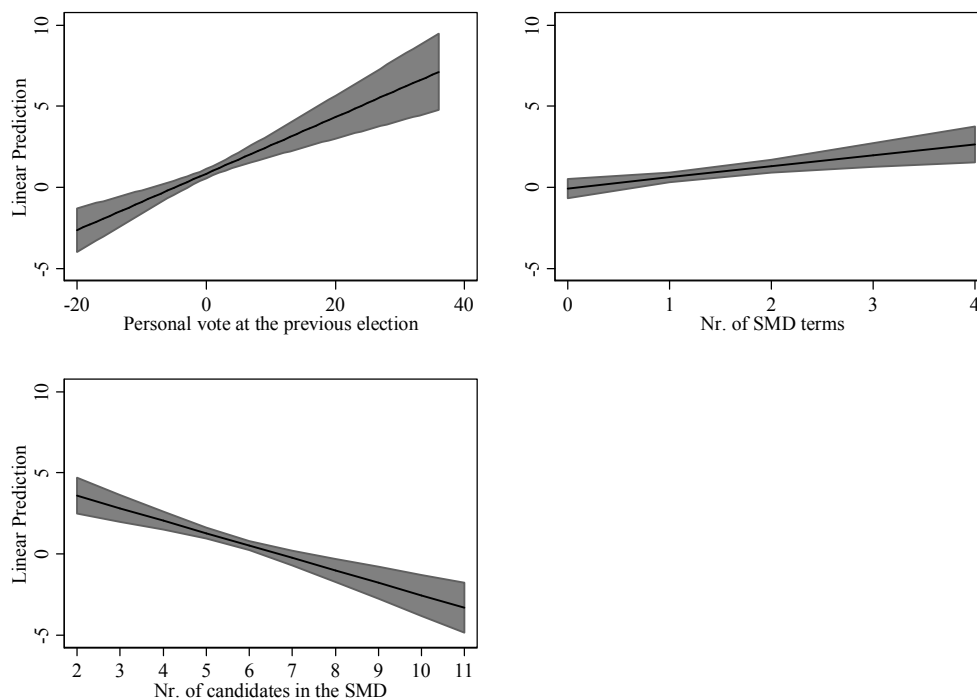 10
5
0
-5
Linear Prediction
-20 0 20 40
Personal vote at the previous election
10
5
0
-5
0 1 2 3 4
Nr. of SMD terms
10
5
0
-5
Linear Prediction
2 3 4 5 6 7 8 9 10 11
Nr. of candidates in the SMD